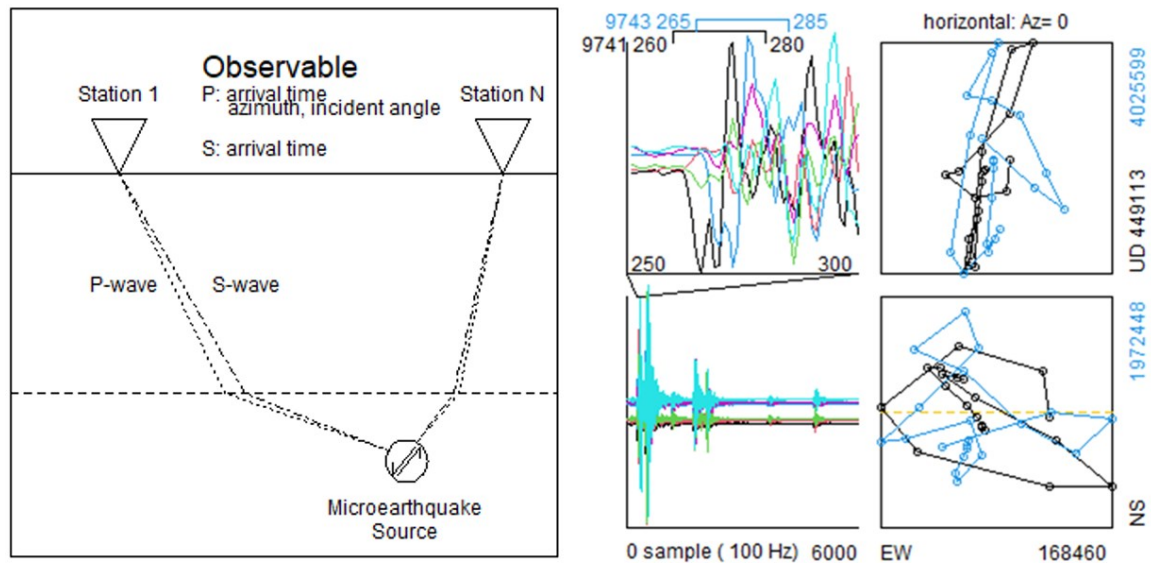 Observable
Station 1
P: arrival time
azimuth, incident angle
Station N
S: arrival time
P-wave
S-wave
Microearthquake
Source
9743 265
285
9741 260
280
250
300
0 sample ( 100 Hz) 6000
horizontal: Az= 0
UD 449113 4025599
NS 1972448
EW 168460